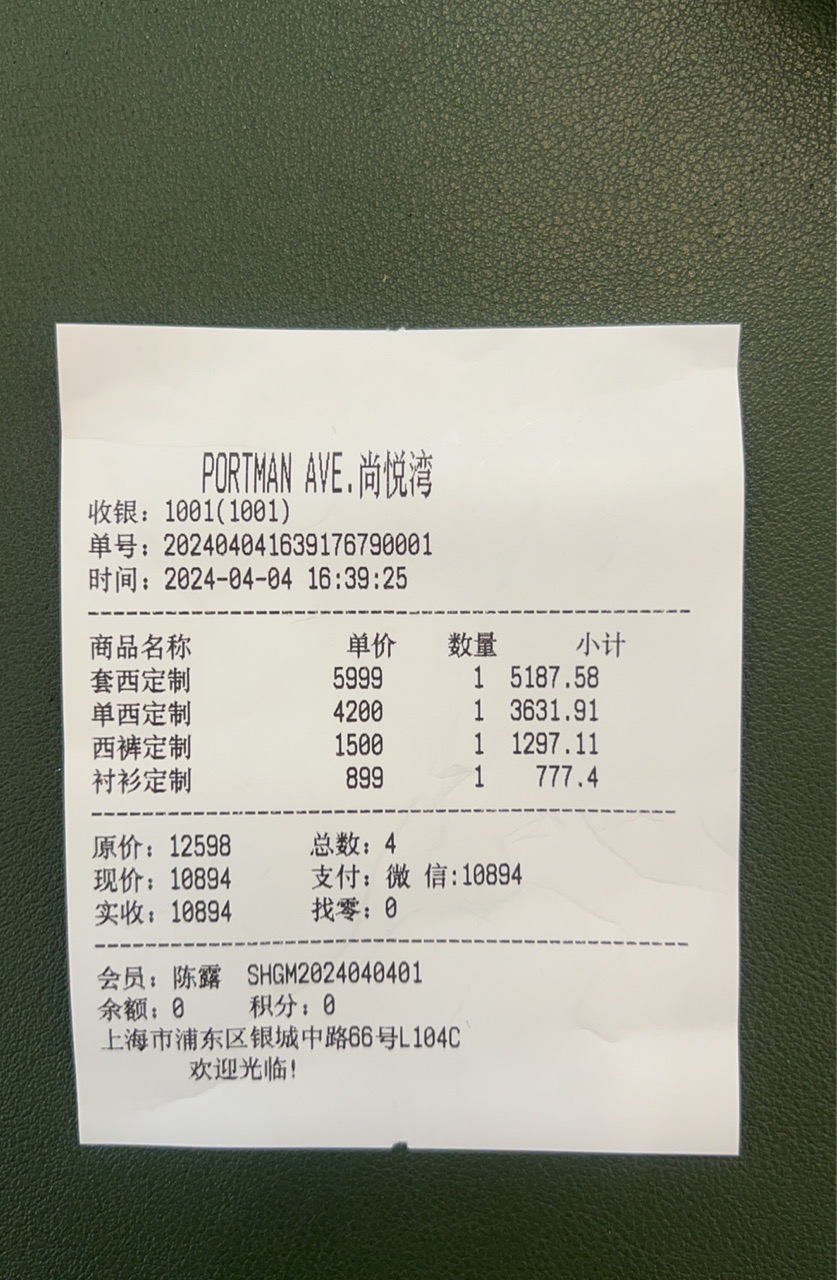 PORTMAN AVE.尚悦湾
收银：1001(1001)
单号：202404041639176790001
时间：2024-04-04 16:39:25
商品名称 单价 数量 小计
套西定制 5999 1 5187.58
单西定制 4200 1 3631.91
西裤定制 1500 1 1297.11
衬衫定制 899 1 777.4
原价：12598 总数：4
现价：10894 支付：微 信:10894
实收：10894 找零：0
会员：陈露 SHGM2024040401
余额：0 积分：0
上海市浦东区银城中路66号L104C
欢迎光临!